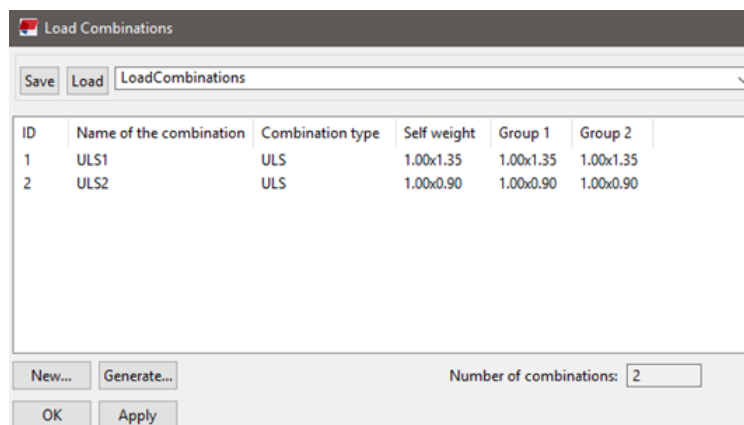 Load Combinations
Save Load LoadCombinations
ID Name of the combination Combination type Self weight Group 1 Group 2
1 ULS1 ULS 1.00x1.35 1.00x1.35 1.00x1.35
2 ULS2 ULS 1.00x0.90 1.00x0.90 1.00x0.90
New... Generate... Number of combinations: 2
OK Apply